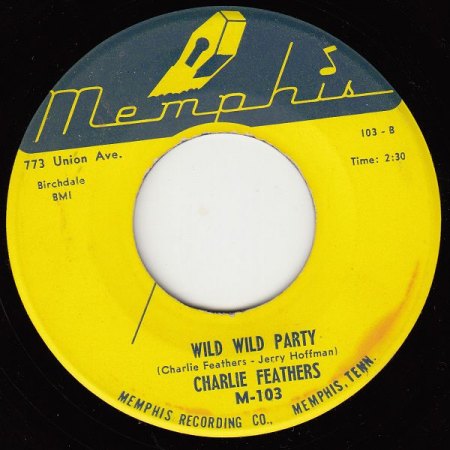 Memphis
773 Union Ave.
103 - B
Birchdale
BMI
Time: 2:30
WILD WILD PARTY
(Charlie Feathers - Jerry Hoffman)
CHARLIE FEATHERS
M-103
MEMPHIS RECORDING CO., MEMPHIS, TENN.